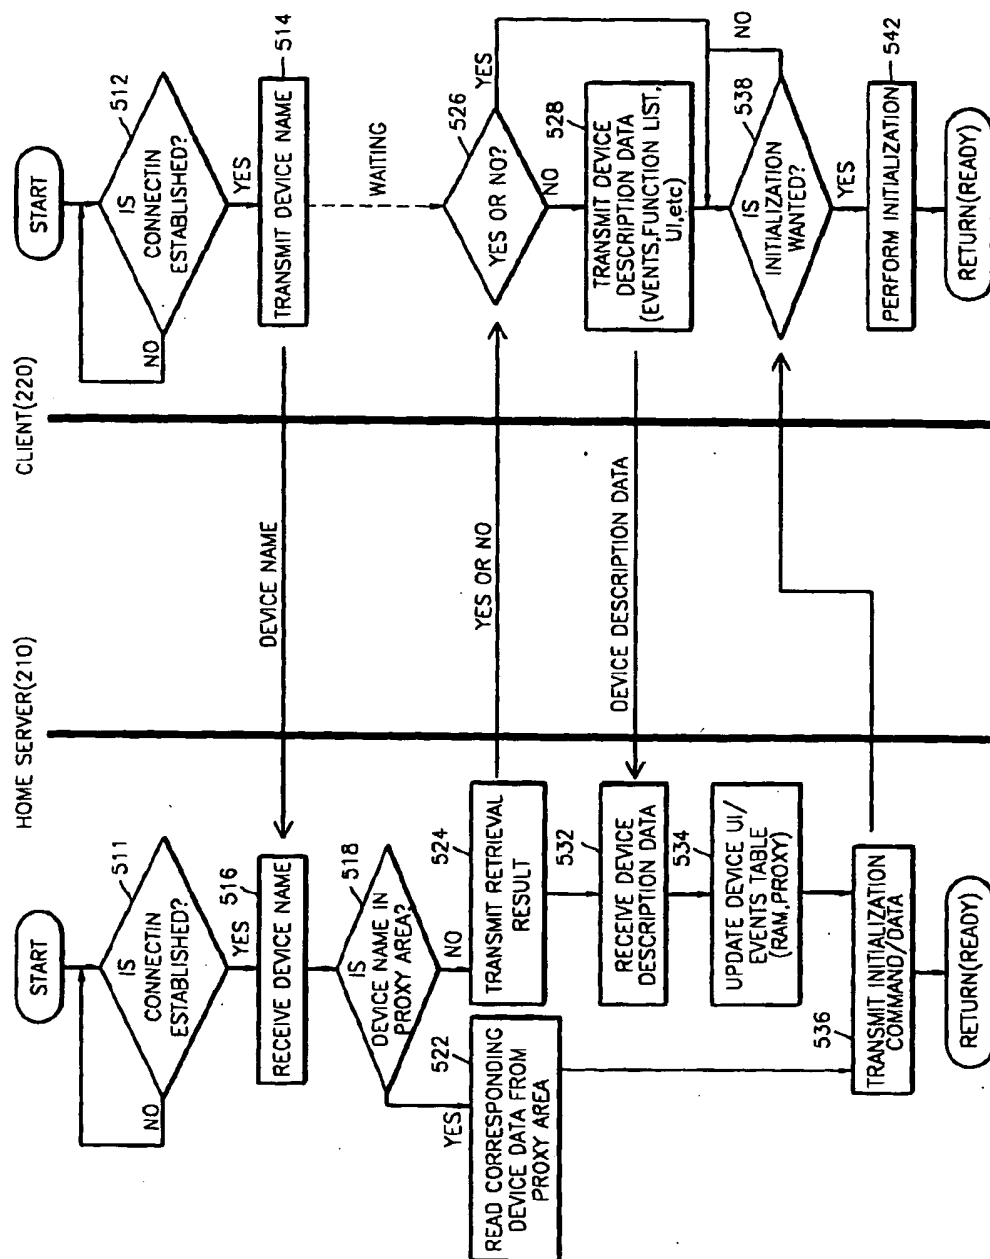 HOME SERVER(210)
START
511
IS
CONNECTIN
ESTABLISHED?
NO
YES
516
RECEIVE DEVICE NAME
518
IS
DEVICE NAME IN
PROXY AREA?
YES
NO
522
READ CORRESPONDING
DEVICE DATA FROM
PROXY AREA
524
TRANSMIT RETRIEVAL
RESULT
532
RECEIVE DEVICE
DESCRIPTION DATA
534
UPDATE DEVICE UI/
EVENTS TABLE
(RAM,PROXY)
536
TRANSMIT INITIALIZATION
COMMAND/DATA
RETURN(READY)
DEVICE NAME
YES OR NO
DEVICE DESCRIPTION DATA
CLIENT(220)
START
512
IS
CONNECTIN
ESTABLISHED?
NO
YES
514
TRANSMIT DEVICE NAME
WAITING
526
YES OR NO?
YES
NO
528
TRANSMIT DEVICE
DESCRIPTION DATA
(EVENTS,FUNCTION LIST,
UI,etc)
538
IS
INITIALIZATION
WANTED?
NO
YES
542
PERFORM INITIALIZATION
RETURN(READY)